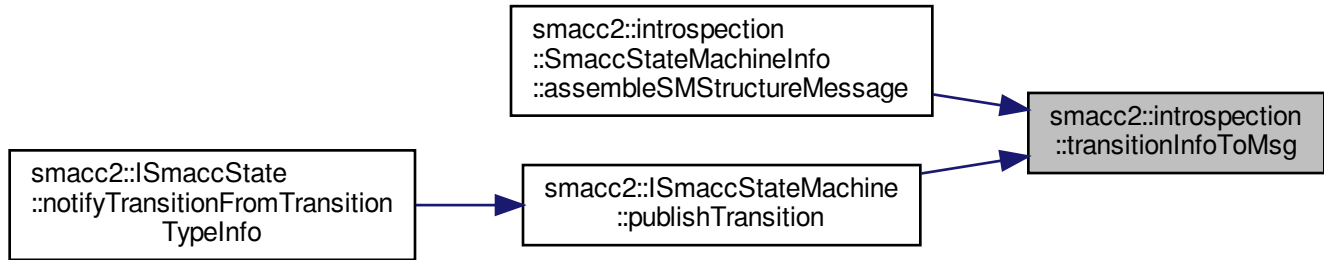 smacc2::introspection
::SmaccStateMachineInfo
::assembleSMStructureMessage
smacc2::introspection
::transitionInfoToMsg
smacc2::ISmaccState
::notifyTransitionFromTransition
TypeInfo
smacc2::ISmaccStateMachine
::publishTransition